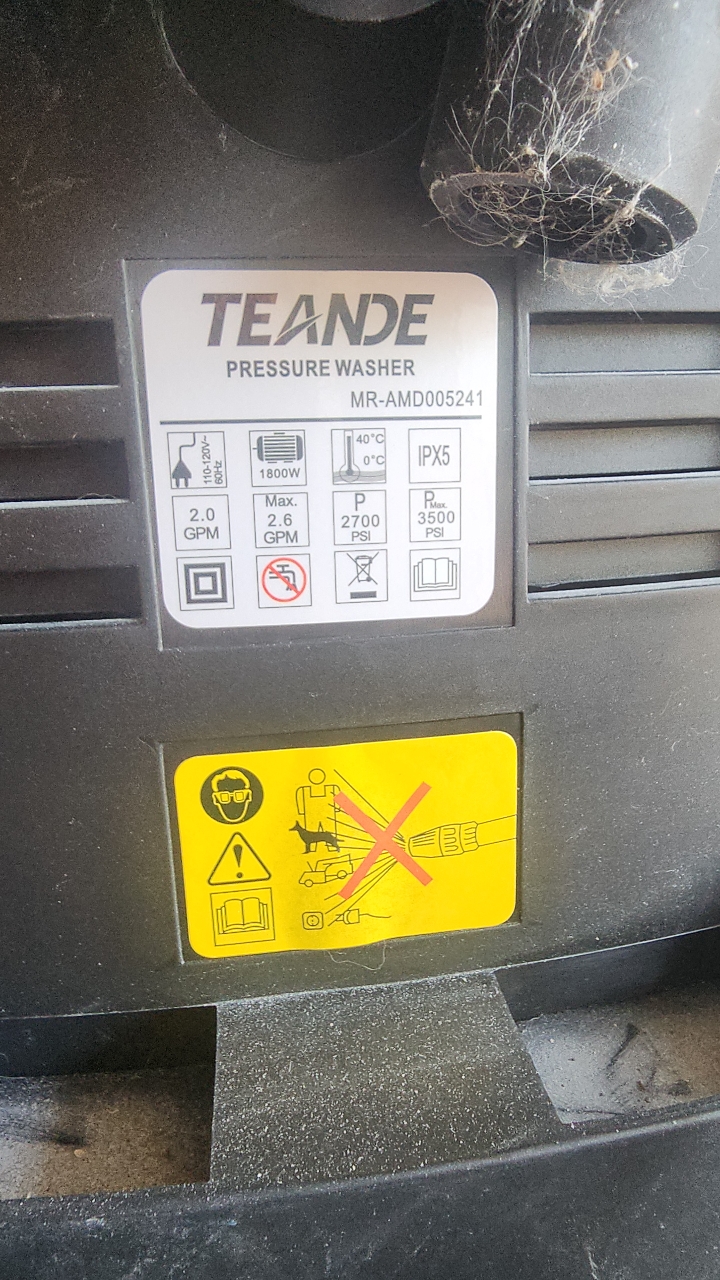 TEANDE
PRESSURE WASHER
MR-AMD005241
110-120V~
60Hz
1800W
40°C
0°C
IPX5
2.0
GPM
Max.
2.6
GPM
P
2700
PSI
PMax.
3500
PSI